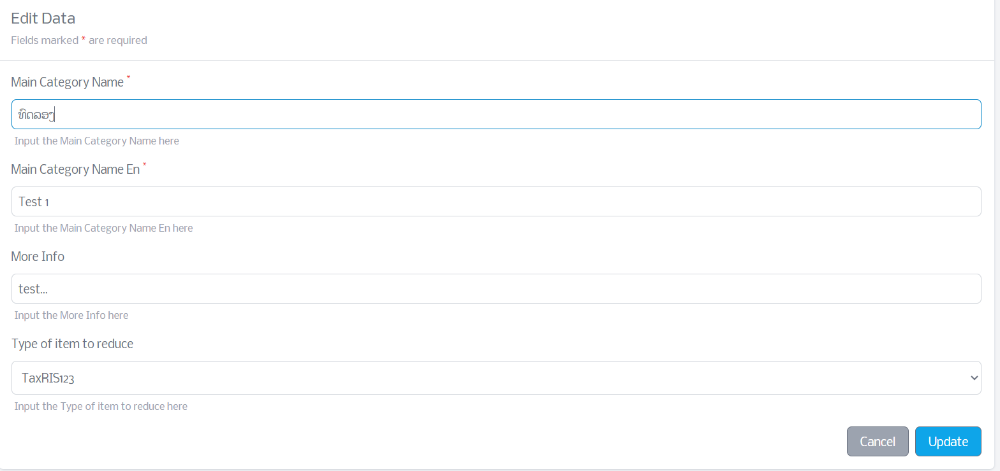 Edit Data
Fields marked * are required
Main Category Name *
ທົດລອງ
Input the Main Category Name here
Main Category Name En *
Test 1
Input the Main Category Name En here
More Info
test...
Input the More Info here
Type of item to reduce
TaxRIS123
Input the Type of item to reduce here
Cancel Update